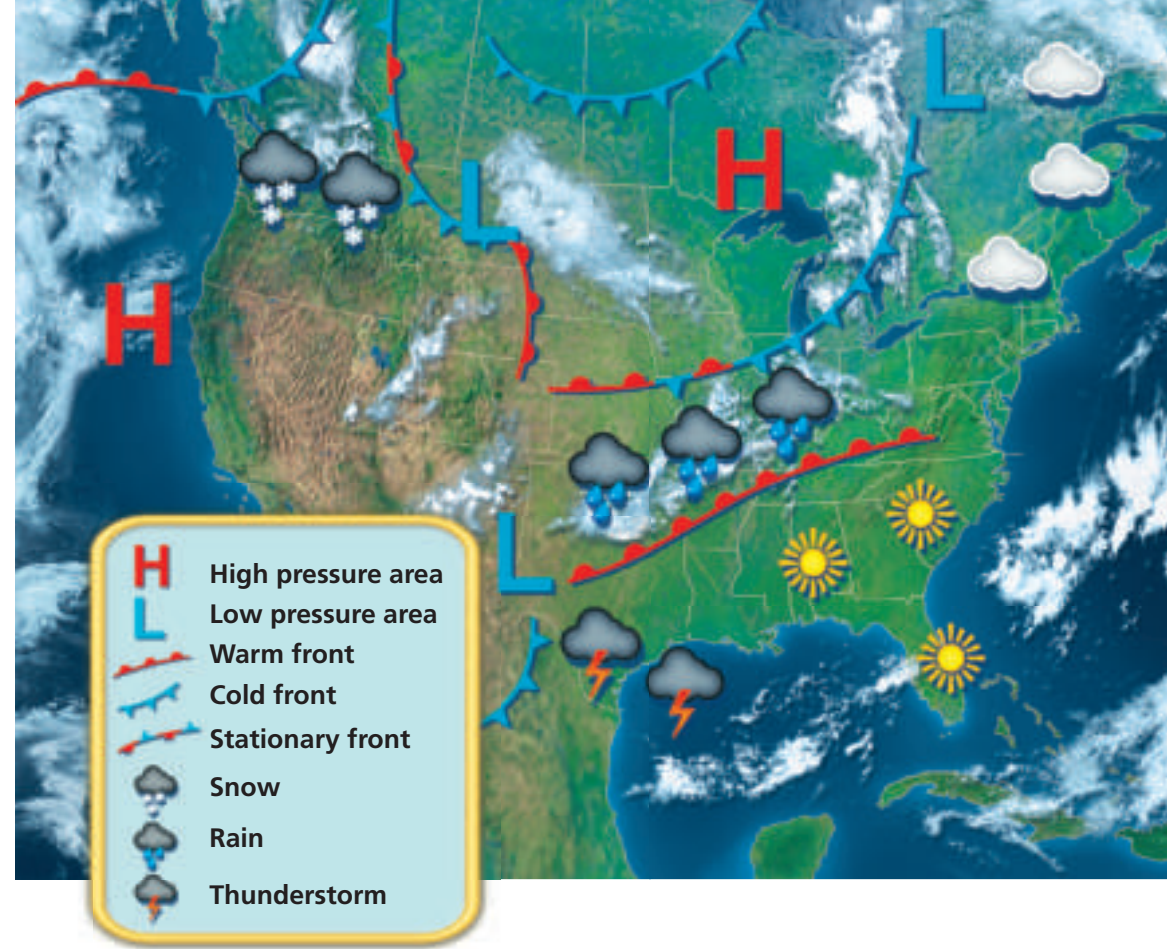 L
H
L
H
L
H High pressure area
L Low pressure area
Warm front
Cold front
Stationary front
Snow
Rain
Thunderstorm